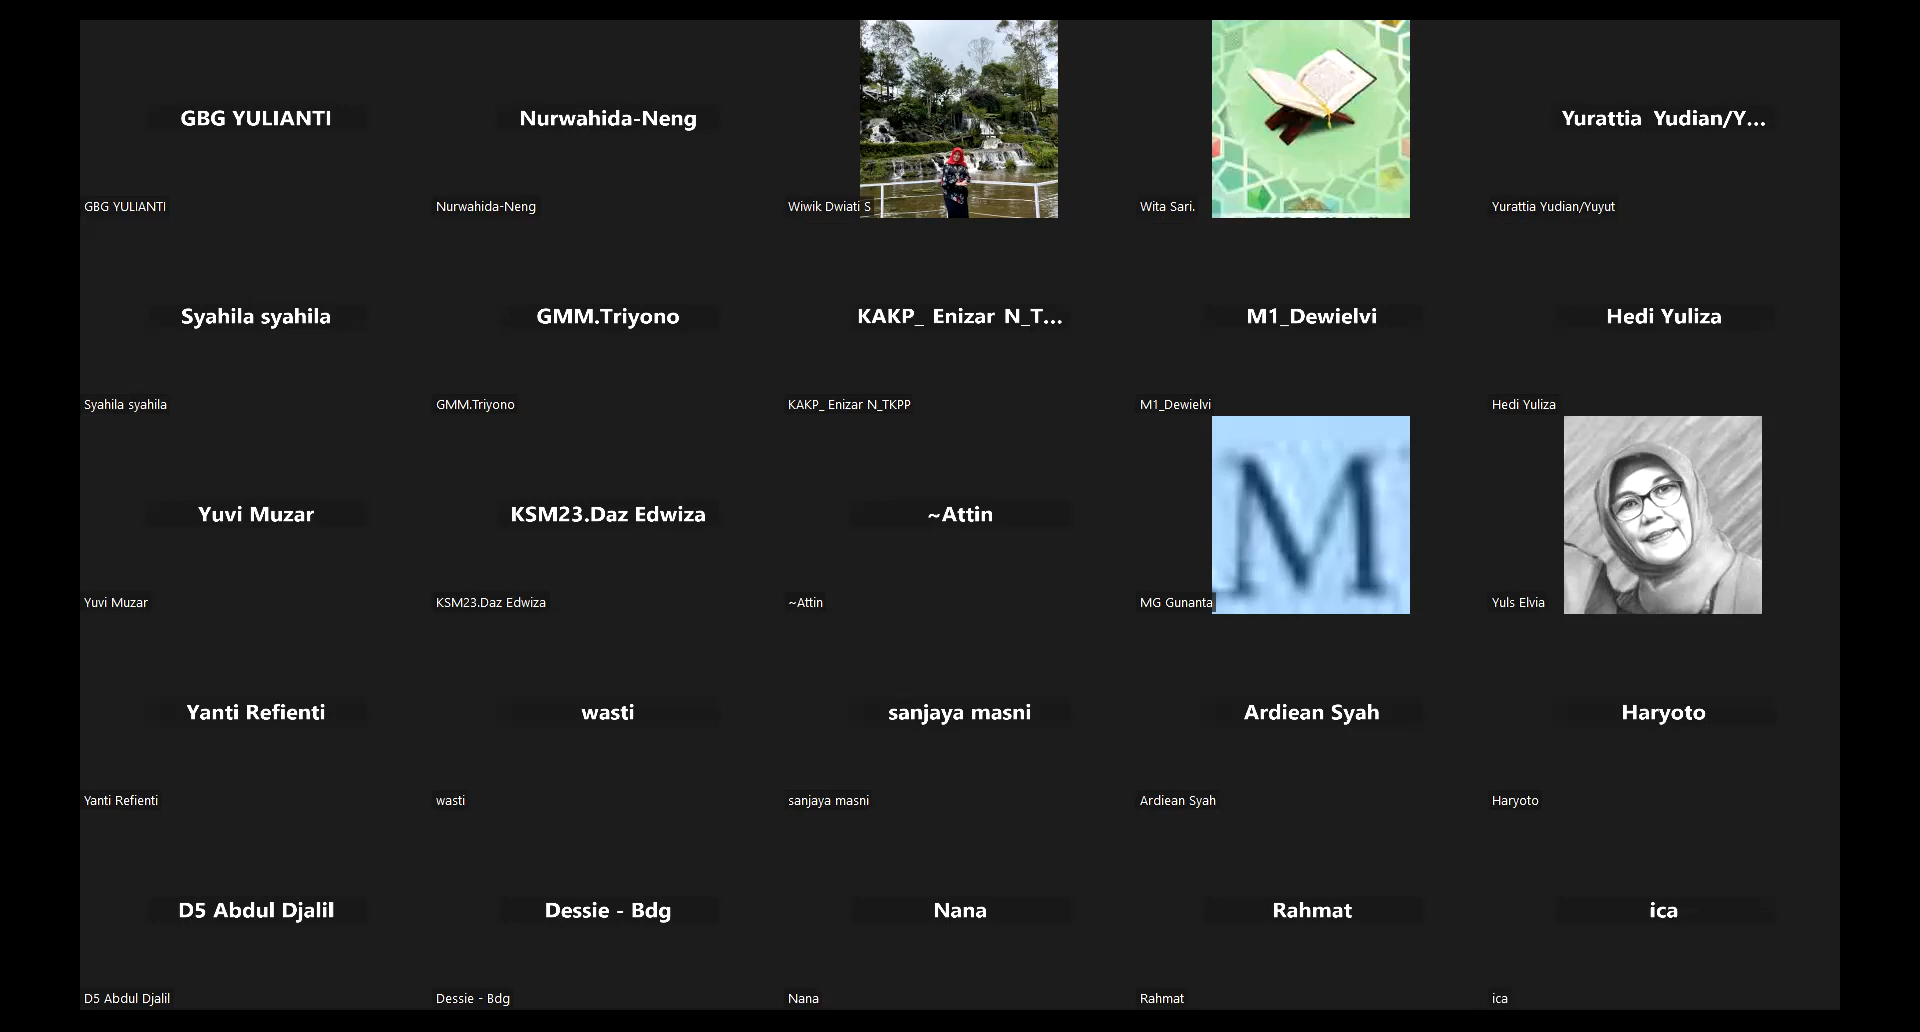 GBG YULIANTI
Nurwahida-Neng
Yurattia Yudian/Y...
GBG YULIANTI
Nurwahida-Neng
Wiwik Dwiati S
Wita Sari.
Yurattia Yudian/Yuyut
Syahila syahila
GMM.Triyono
KAKP_ Enizar N_T...
M1_Dewielvi
Hedi Yuliza
Syahila syahila
GMM.Triyono
KAKP_ Enizar N_TKPP
M1_Dewielvi
Hedi Yuliza
Yuvi Muzar
KSM23.Daz Edwiza
~Attin
M
Yuvi Muzar
KSM23.Daz Edwiza
~Attin
MG Gunanta
Yuls Elvia
Yanti Refienti
wasti
sanjaya masni
Ardiean Syah
Haryoto
Yanti Refienti
wasti
sanjaya masni
Ardiean Syah
Haryoto
D5 Abdul Djalil
Dessie - Bdg
Nana
Rahmat
ica
D5 Abdul Djalil
Dessie - Bdg
Nana
Rahmat
ica